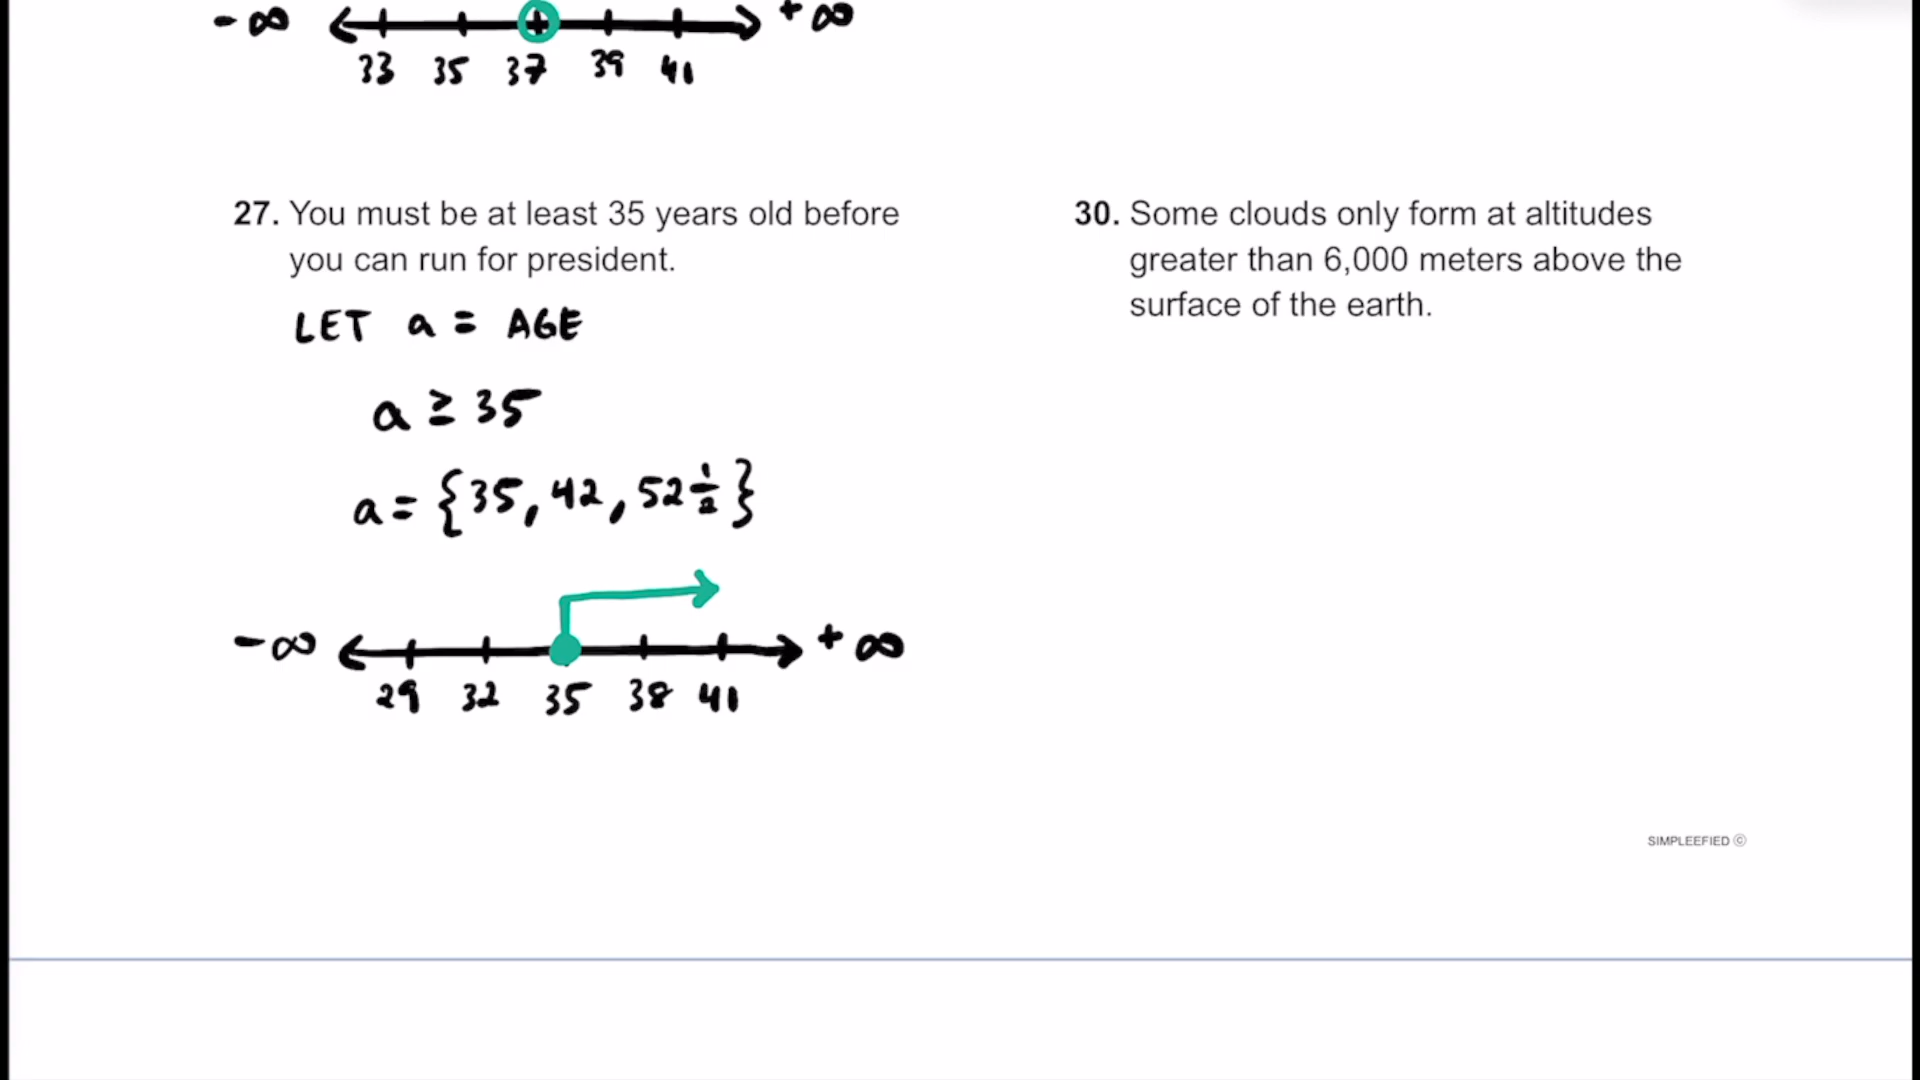 -∞ +∞
33 35 37 39 41
27. You must be at least 35 years old before
you can run for president.
LET a = AGE
a ≥ 35
a = {35, 42, 52 1/2}
-∞ +∞
29 32 35 38 41
30. Some clouds only form at altitudes
greater than 6,000 meters above the
surface of the earth.
SIMPLEEFIED ©